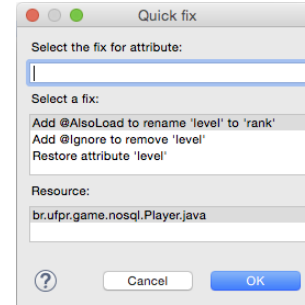 Quick fix
Select the fix for attribute:
Select a fix:
Add @AlsoLoad to rename 'level' to 'rank'
Add @Ignore to remove 'level'
Restore attribute 'level'
Resource:
br.ufpr.game.nosql.Player.java
?
Cancel
OK